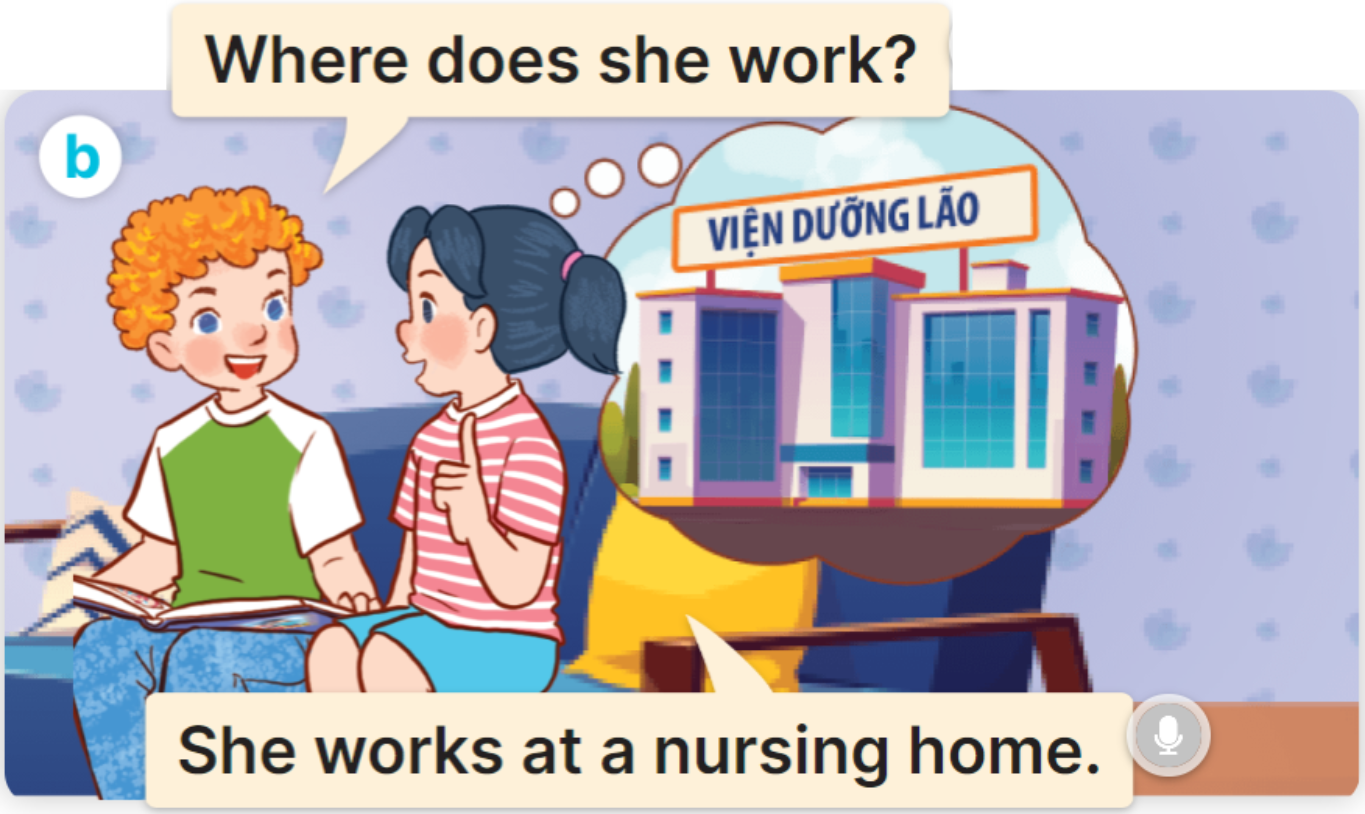 Where does she work?
b
VIỆN DƯỠNG LÃO
She works at a nursing home.